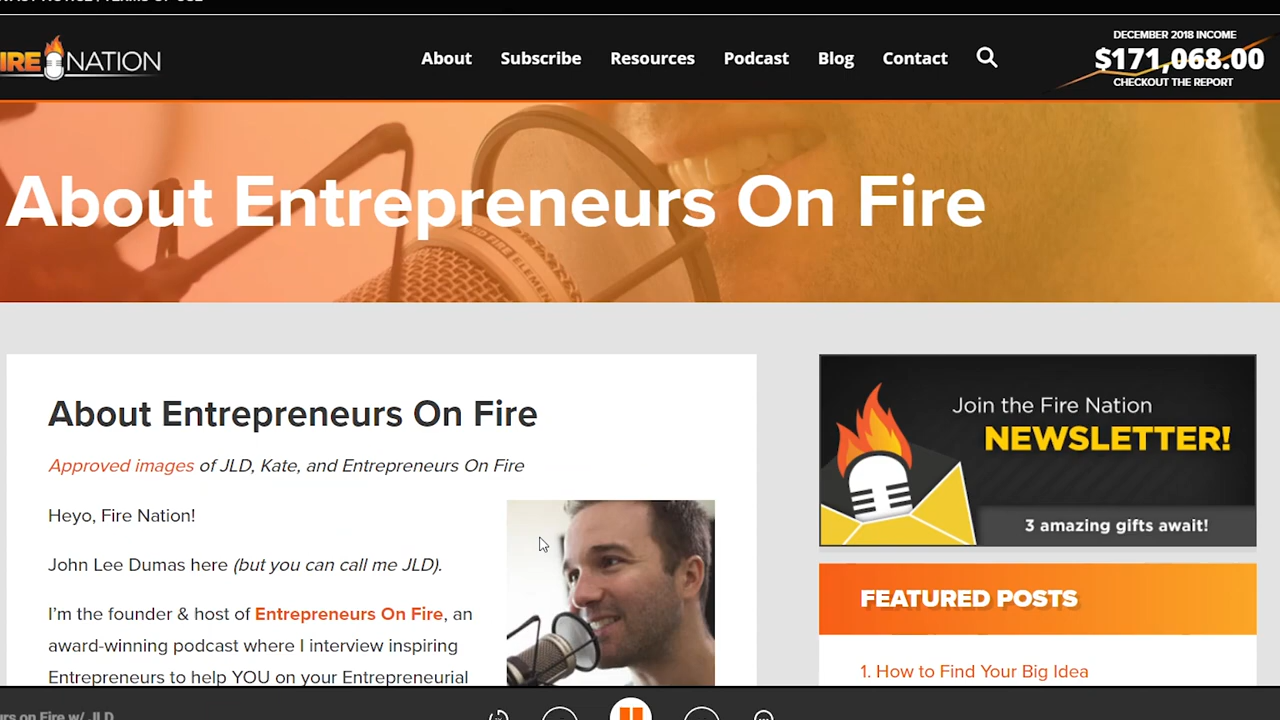 FIRE NATION
About Subscribe Resources Podcast Blog Contact
DECEMBER 2018 INCOME
$171,068.00
CHECKOUT THE REPORT
About Entrepreneurs On Fire
FIRE ELEMEN
About Entrepreneurs On Fire
Approved images of JLD, Kate, and Entrepreneurs On Fire
Heyo, Fire Nation!
John Lee Dumas here (but you can call me JLD).
I'm the founder & host of Entrepreneurs On Fire, an
award-winning podcast where I interview inspiring
Entrepreneurs to help YOU on your Entrepreneurial
Join the Fire Nation
NEWSLETTER!
3 amazing gifts await!
FEATURED POSTS
1. How to Find Your Big Idea